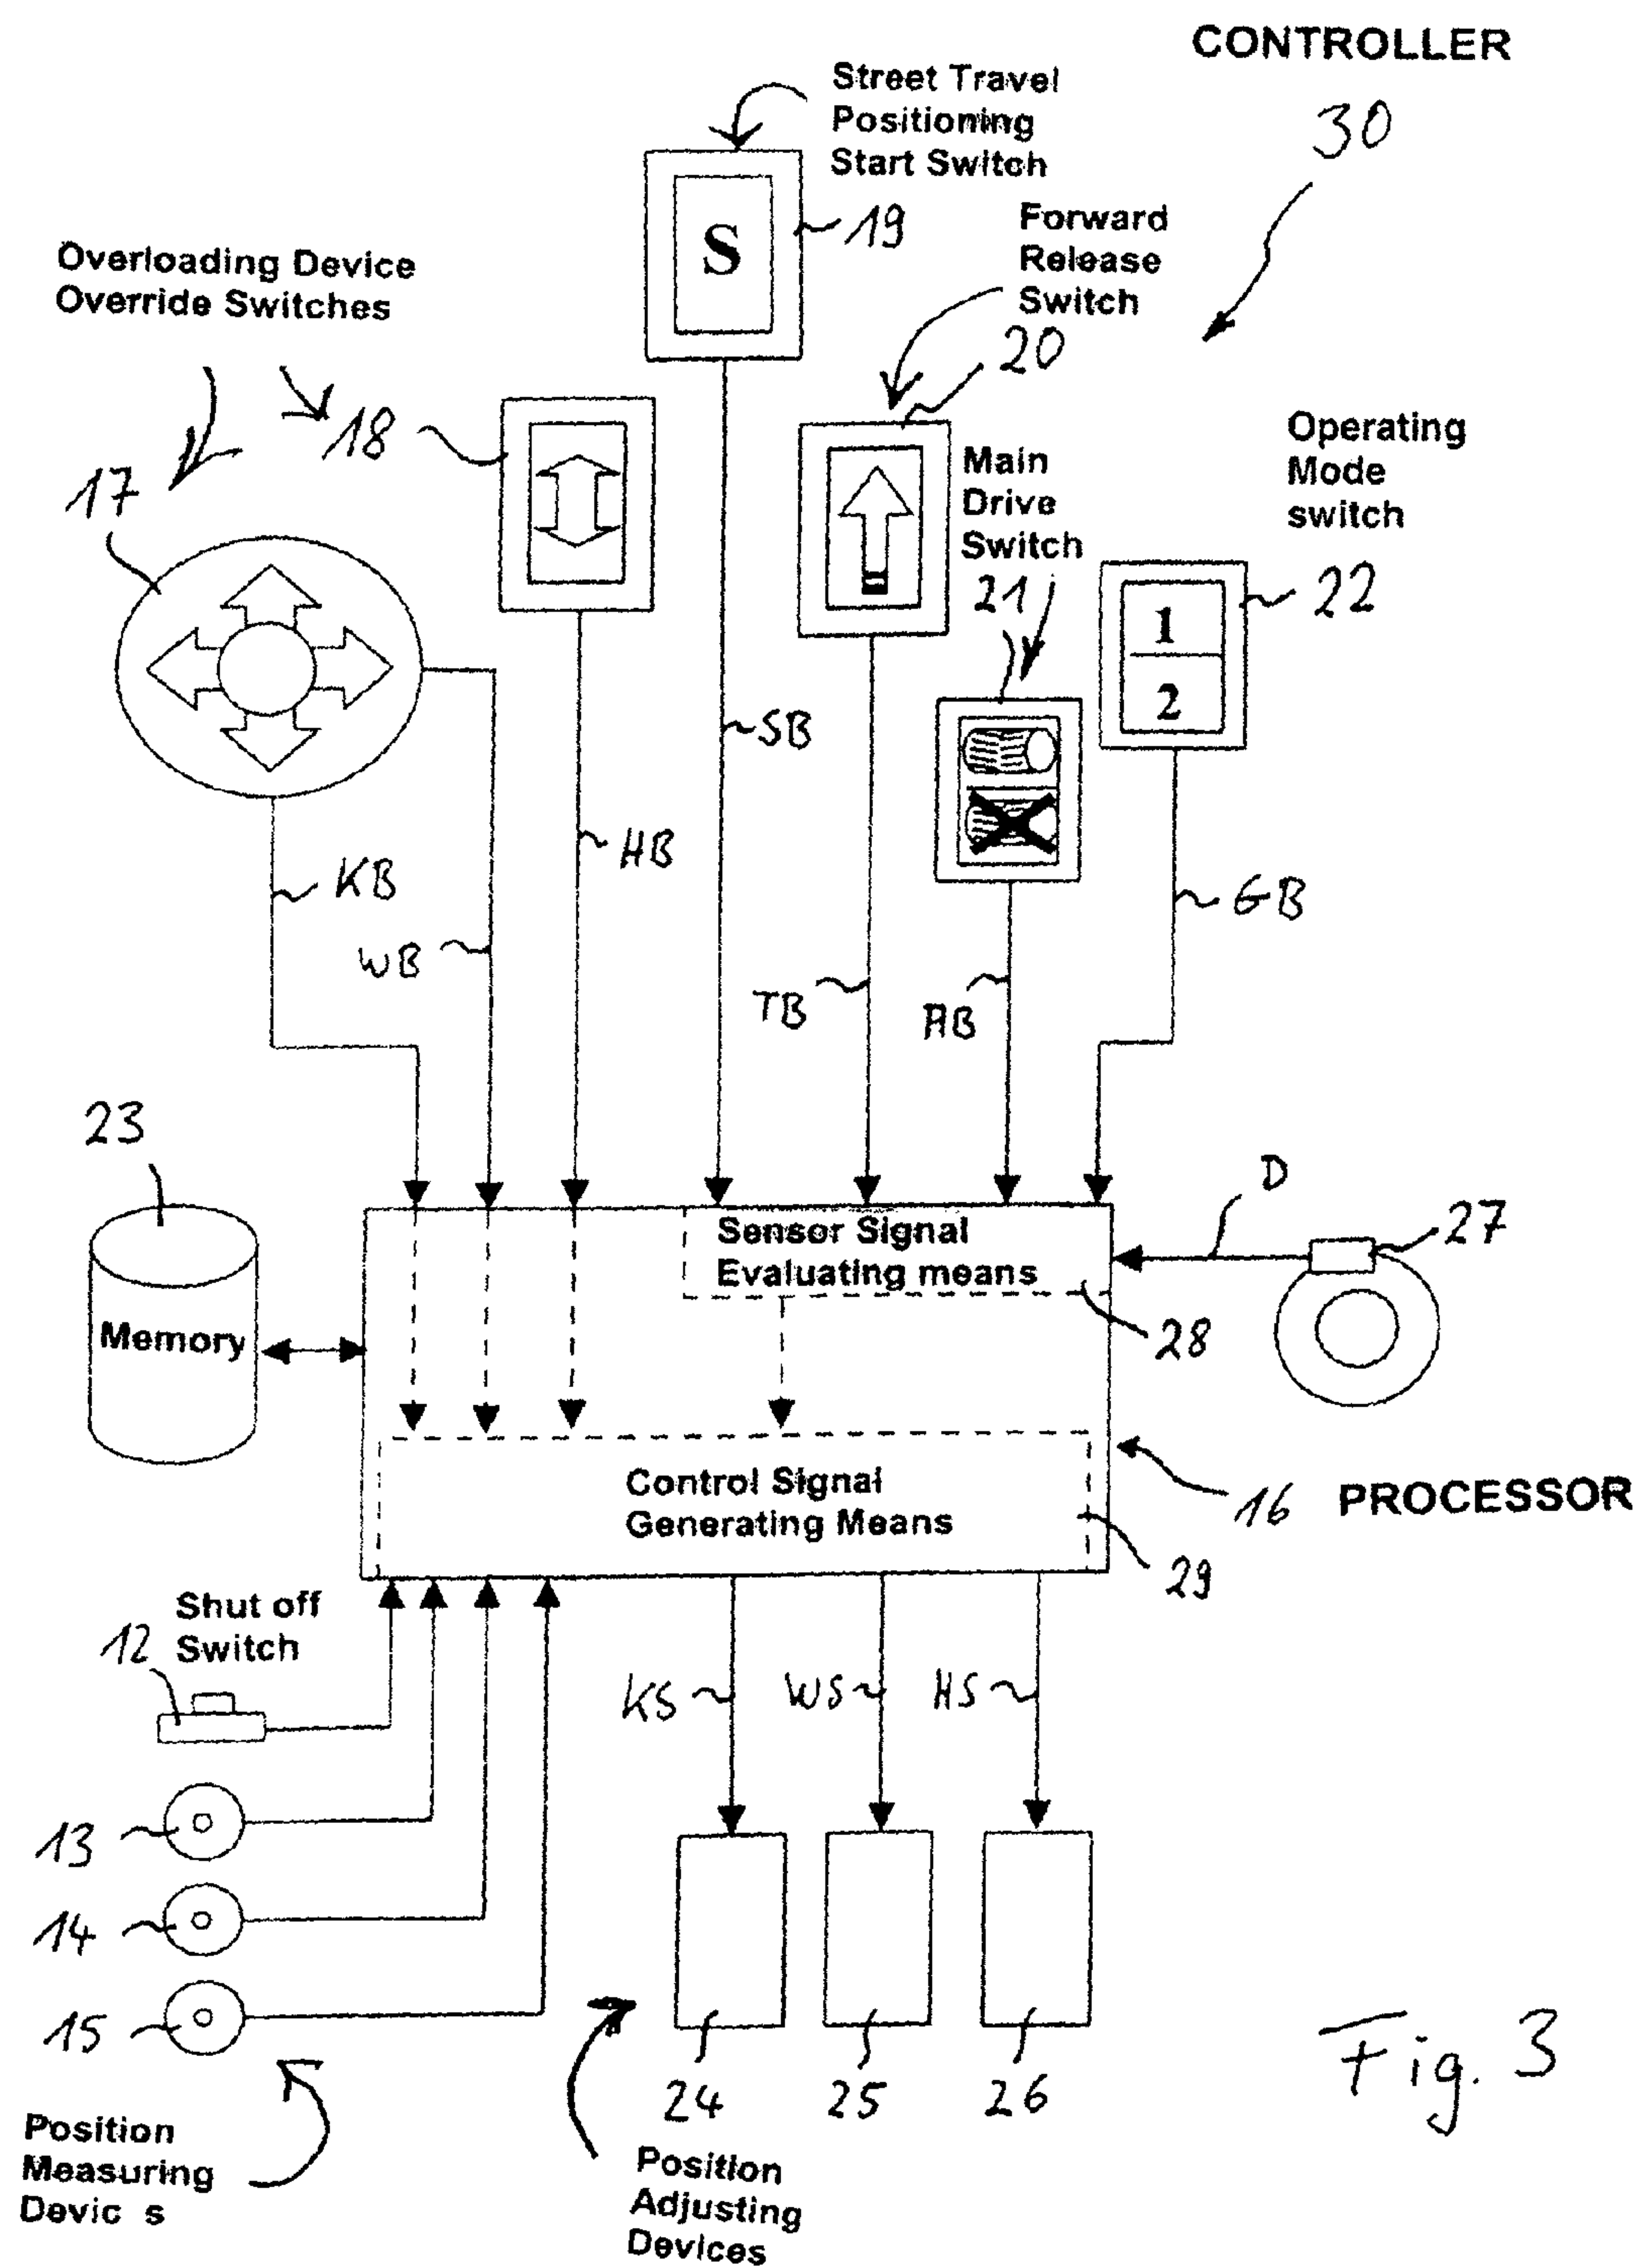 CONTROLLER
30
Street Travel
Positioning
Start Switch
19
S
Forward
Release
Switch
20
Overloading Device
Override Switches
18
17
Main
Drive
Switch
21
Operating
Mode
switch
22
1
2
SB
HB
KB
WB
GB
TB
AB
23
Memory
D
27
Sensor Signal
Evaluating means
28
Control Signal
Generating Means
29
16 PROCESSOR
Shut off
Switch
12
13
14
15
KS
WS
HS
24
25
26
Position
Measuring
Devic s
Position
Adjusting
Devices
Fig. 3